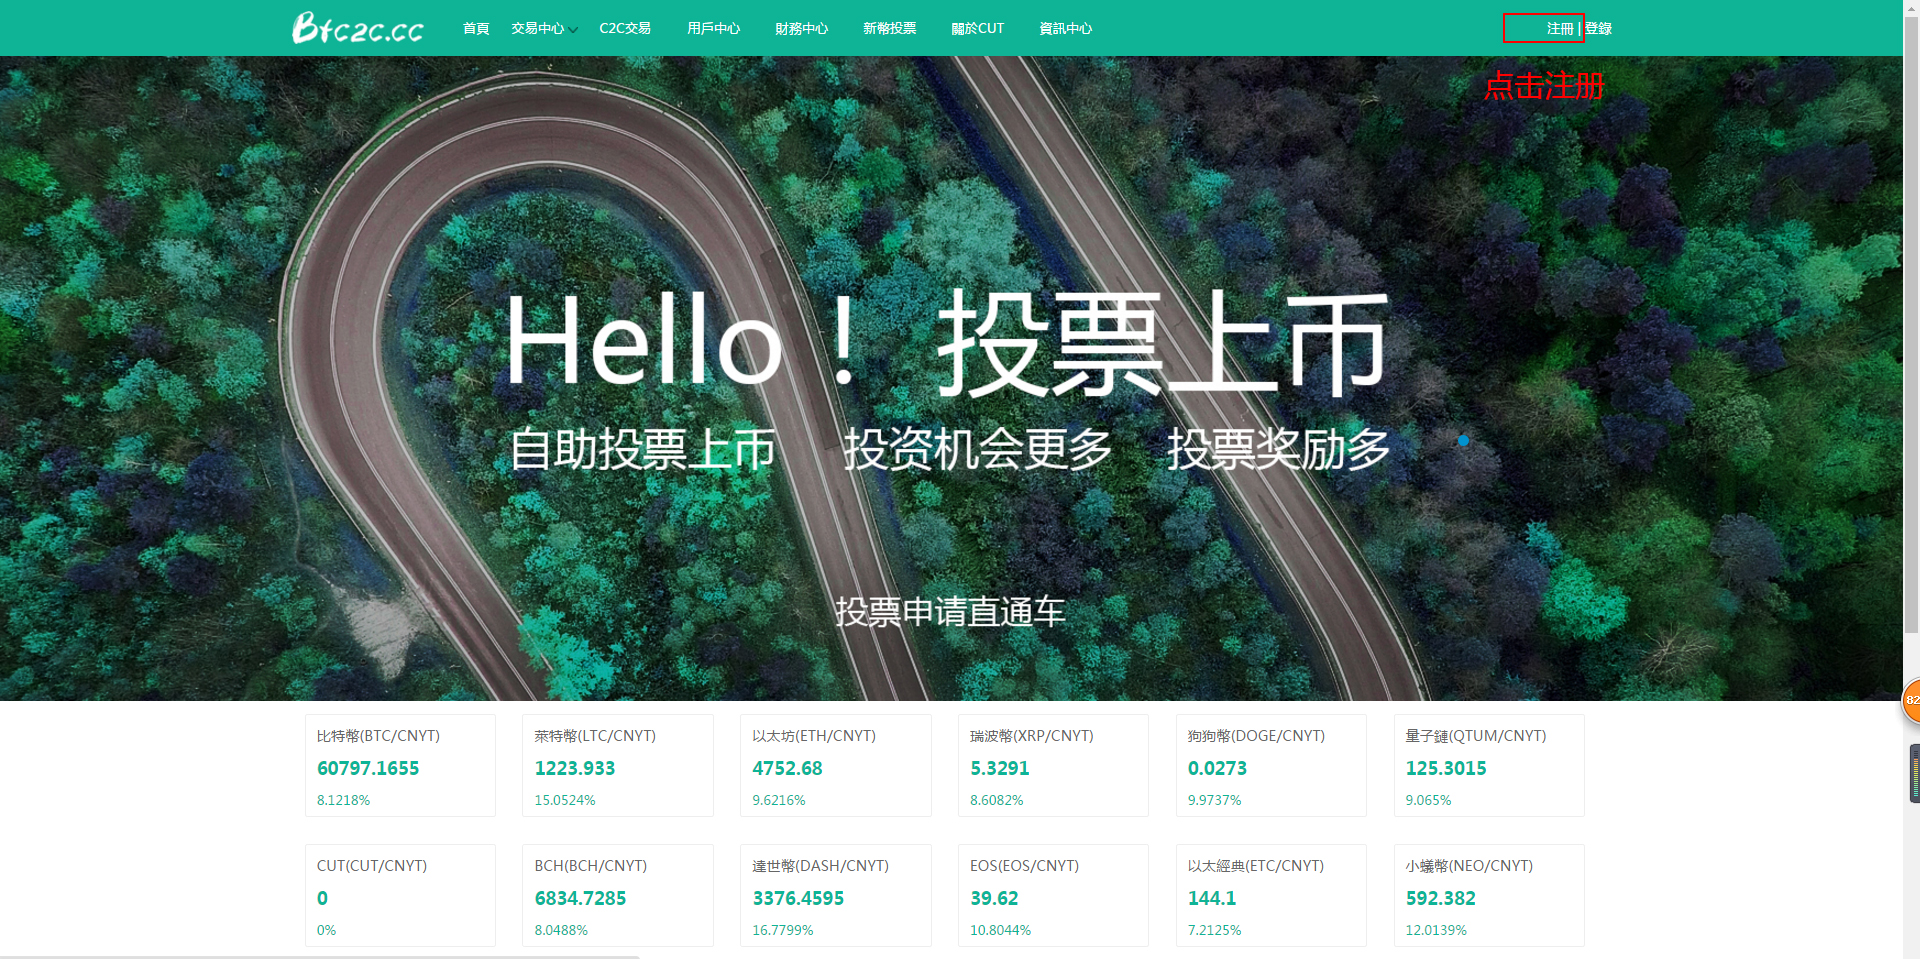 Btc2c.cc
首頁 交易中心 C2C交易 用戶中心 財務中心 新幣投票 關於CUT 資訊中心 注冊 | 登錄
点击注册
Hello！ 投票上币
自助投票上币 投资机会更多 投票奖励多
投票申请直通车
82
比特幣(BTC/CNYT) 萊特幣(LTC/CNYT) 以太坊(ETH/CNYT) 瑞波幣(XRP/CNYT) 狗狗幣(DOGE/CNYT) 量子鏈(QTUM/CNYT)
60797.1655 1223.933 4752.68 5.3291 0.0273 125.3015
8.1218% 15.0524% 9.6216% 8.6082% 9.9737% 9.065%
CUT(CUT/CNYT) BCH(BCH/CNYT) 達世幣(DASH/CNYT) EOS(EOS/CNYT) 以太經典(ETC/CNYT) 小蟻幣(NEO/CNYT)
0 6834.7285 3376.4595 39.62 144.1 592.382
0% 8.0488% 16.7799% 10.8044% 7.2125% 12.0139%